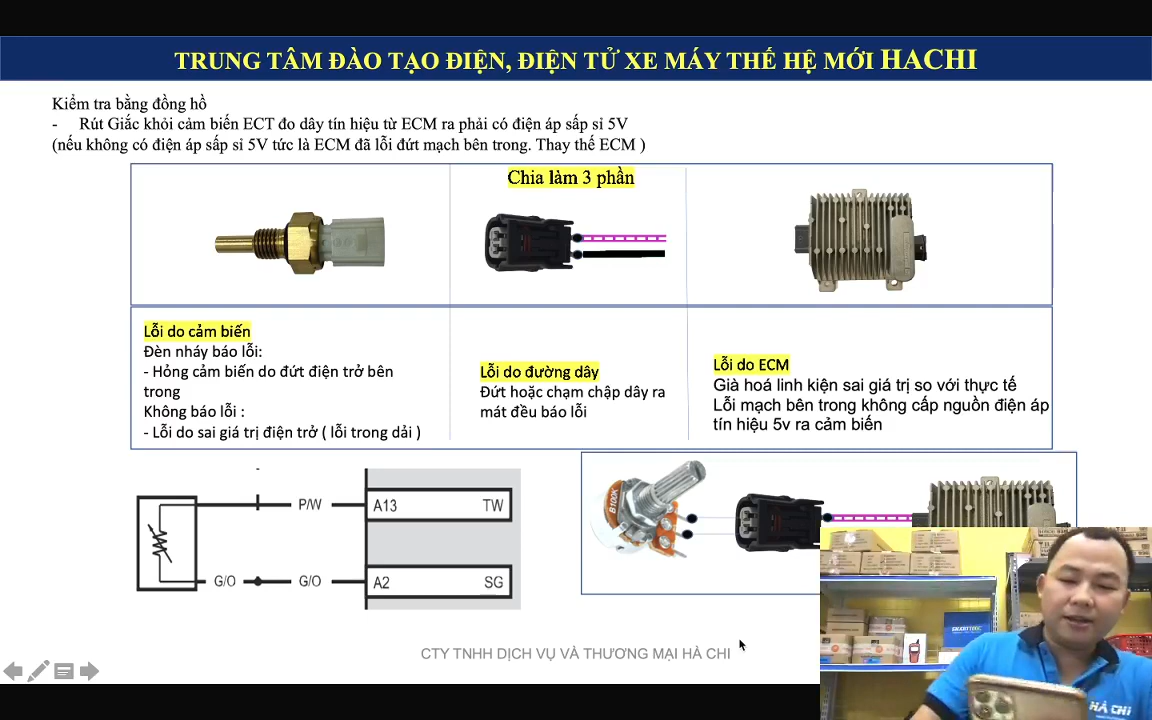 TRUNG TÂM ĐÀO TẠO ĐIỆN, ĐIỆN TỬ XE MÁY THẾ HỆ MỚI HACHI
Kiểm tra bằng đồng hồ
- Rút Giắc khỏi cảm biến ECT đo dây tín hiệu từ ECM ra phải có điện áp sấp sỉ 5V
(nếu không có điện áp sấp sỉ 5V tức là ECM đã lỗi đứt mạch bên trong. Thay thế ECM )
Chia làm 3 phần
Lỗi do cảm biến
Đèn nháy báo lỗi:
- Hỏng cảm biến do đứt điện trở bên
trong
Không báo lỗi :
- Lỗi do sai giá trị điện trở ( lỗi trong dải )
Lỗi do đường dây
Đứt hoặc chạm chập dây ra
mát đều báo lỗi
Lỗi do ECM
Già hoá linh kiện sai giá trị so với thực tế
Lỗi mạch bên trong không cấp nguồn điện áp
tín hiệu 5v ra cảm biến
P/W
A13 TW
G/O
G/O
A2 SG
B100K
CTY TNHH DỊCH VỤ VÀ THƯƠNG MẠI HÀ CHI
HÀ CHI